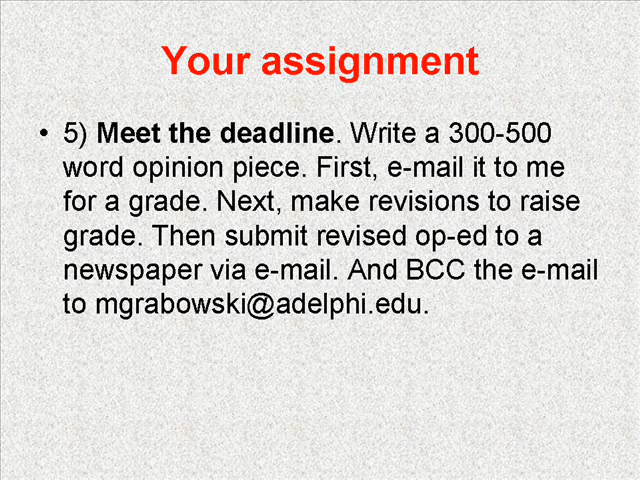 Your assignment
• 5) Meet the deadline. Write a 300-500
word opinion piece. First, e-mail it to me
for a grade. Next, make revisions to raise
grade. Then submit revised op-ed to a
newspaper via e-mail. And BCC the e-mail
to mgrabowski@adelphi.edu.